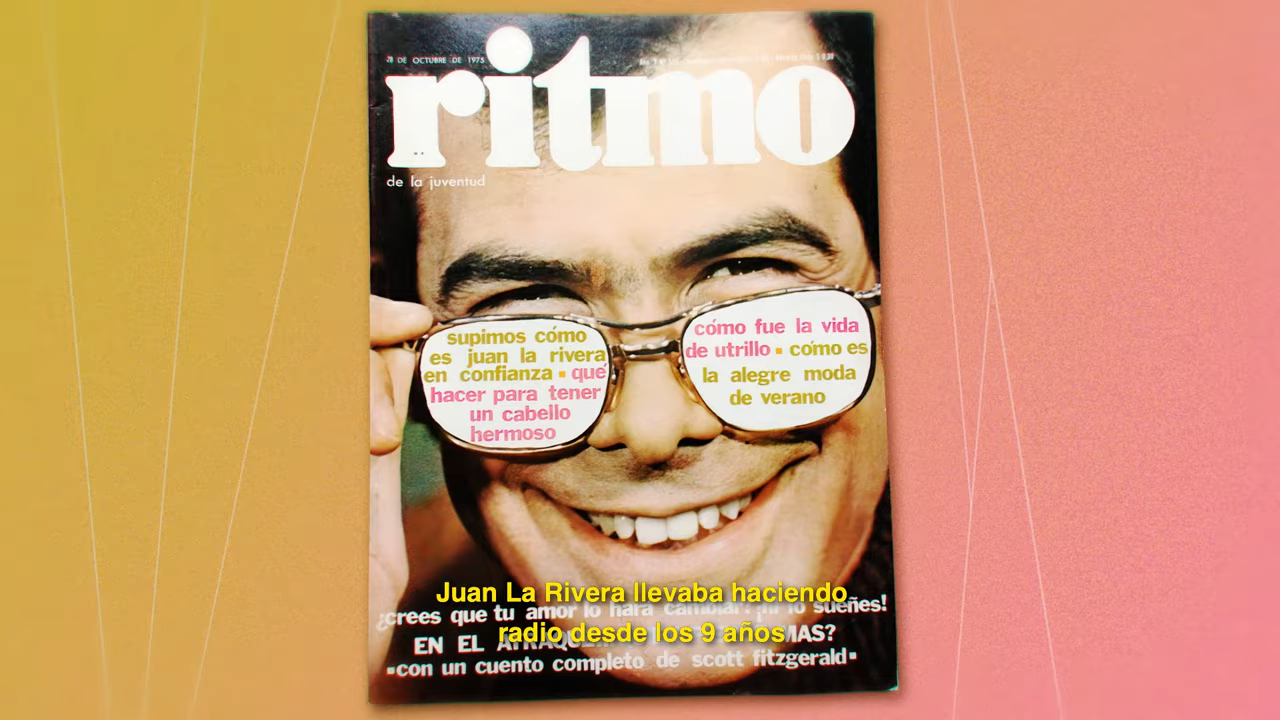 28 DE OCTUBRE DE 1975
ritmo
de la juventud
supimos cómo
es juan la rivera
en confianza ▪ qué
hacer para tener
un cabello
hermoso
cómo fue la vida
de utrillo ▪ cómo es
la alegre moda
de verano
Juan La Rivera llevaba haciendo
¿crees que tu amor lo hará cambiar? ¡ni lo sueñes!
radio desde los 9 años
EN EL MAS?
▪con un cuento completo de scott fitzgerald▪